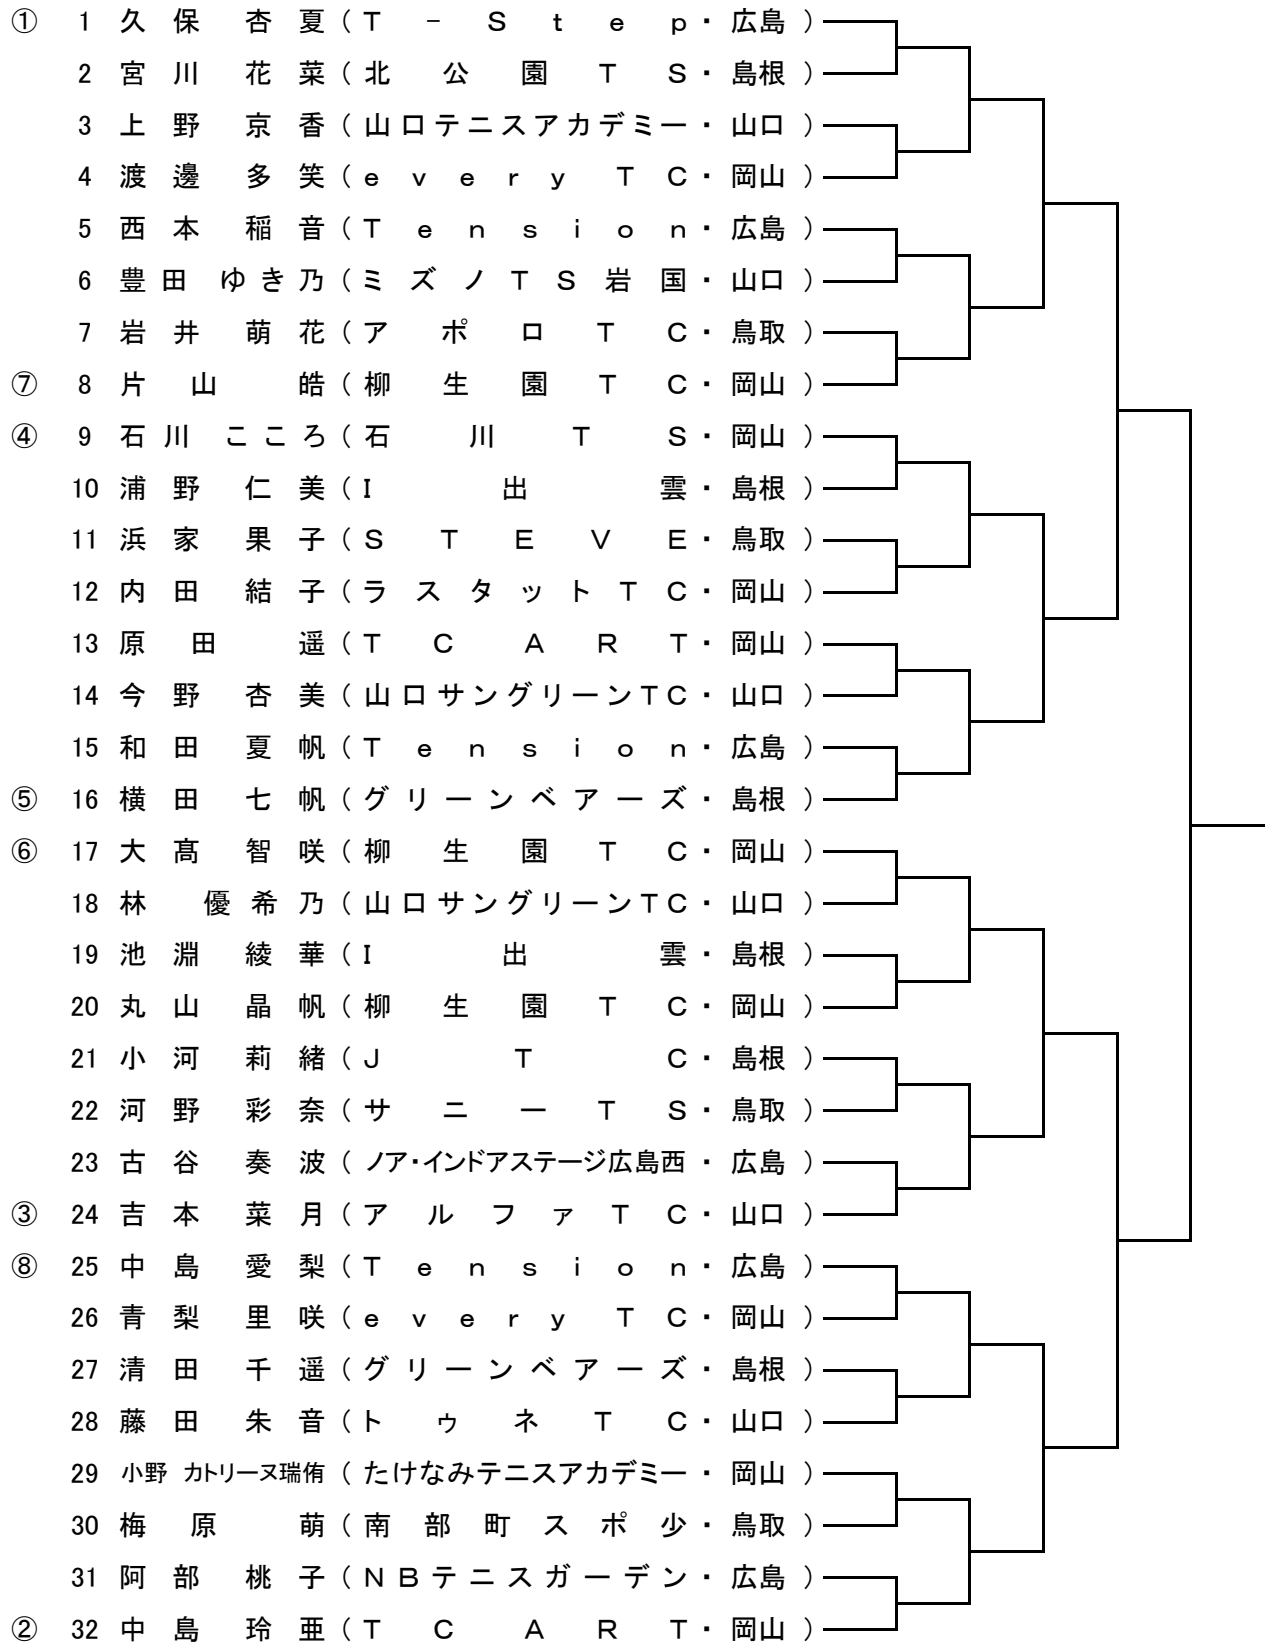 ① 1 久保 杏夏 (T-Step・広島)
2 宮川 花菜 (北公園TS・島根)
3 上野 京香 (山口テニスアカデミー・山口)
4 渡邊 多笑 (every TC・岡山)
5 西本 稲音 (Tension・広島)
6 豊田 ゆき乃 (ミズノTS岩国・山口)
7 岩井 萌花 (アポロTC・鳥取)
⑦ 8 片山 皓 (柳生園TC・岡山)
④ 9 石川 こころ (石川TS・岡山)
10 浦野 仁美 (I出雲・島根)
11 浜家 果子 (STEVE・鳥取)
12 内田 結子 (ラスタットTC・岡山)
13 原田 遥 (TC ART・岡山)
14 今野 杏美 (山口サングリーンTC・山口)
15 和田 夏帆 (Tension・広島)
⑤ 16 横田 七帆 (グリーンベアーズ・島根)
⑥ 17 大髙 智咲 (柳生園TC・岡山)
18 林 優希乃 (山口サングリーンTC・山口)
19 池淵 綾華 (I出雲・島根)
20 丸山 晶帆 (柳生園TC・岡山)
21 小河 莉緒 (JTC・島根)
22 河野 彩奈 (サニーTS・鳥取)
23 古谷 奏波 (ノア・インドアステージ広島西・広島)
③ 24 吉本 菜月 (アルファTC・山口)
⑧ 25 中島 愛梨 (Tension・広島)
26 青梨 里咲 (every TC・岡山)
27 清田 千遥 (グリーンベアーズ・島根)
28 藤田 朱音 (トゥネTC・山口)
29 小野 カトリーヌ瑞侑 (たけなみテニスアカデミー・岡山)
30 梅原 萌 (南部町スポ少・鳥取)
31 阿部 桃子 (NBテニスガーデン・広島)
② 32 中島 玲亜 (TC ART・岡山)